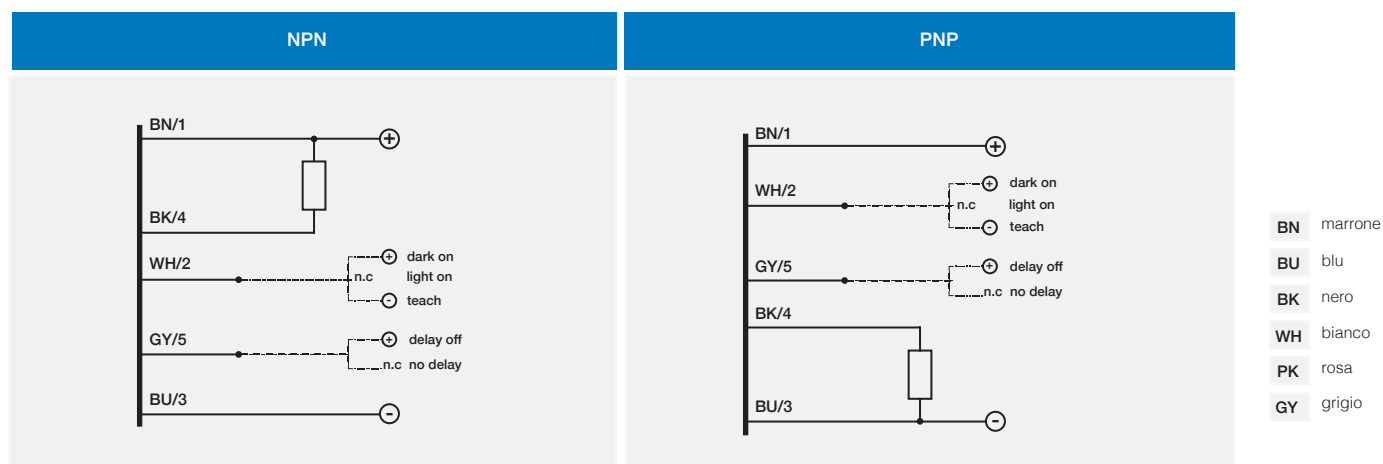 NPN
BN/1
+
BK/4
WH/2
+ dark on
n.c light on
- teach
GY/5
+ delay off
n.c no delay
BU/3
-
PNP
BN/1
+
WH/2
+ dark on
n.c light on
- teach
GY/5
+ delay off
n.c no delay
BK/4
BU/3
-
BN marrone
BU blu
BK nero
WH bianco
PK rosa
GY grigio